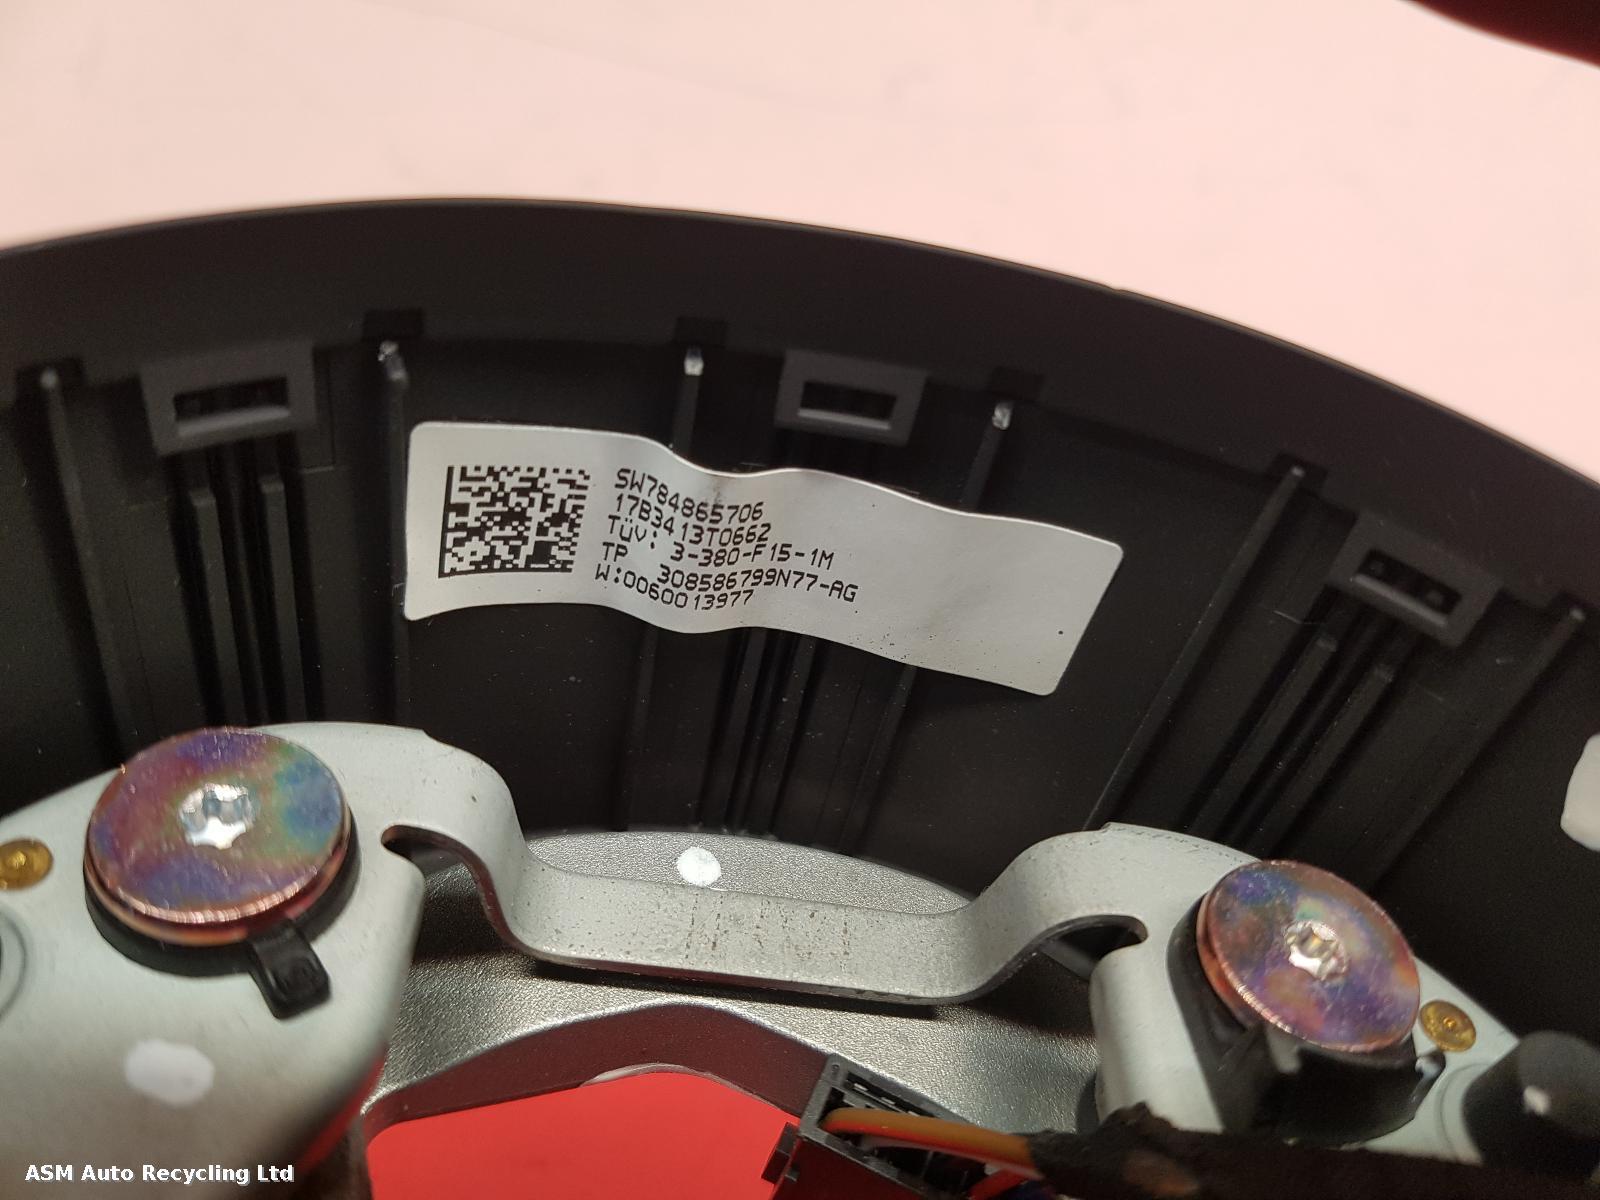 SW784865706
17B3413T0662
TÜV: 3-380-F15-1M
TP 308586799N77-AG
W:0060013977
ASM Auto Recycling Ltd